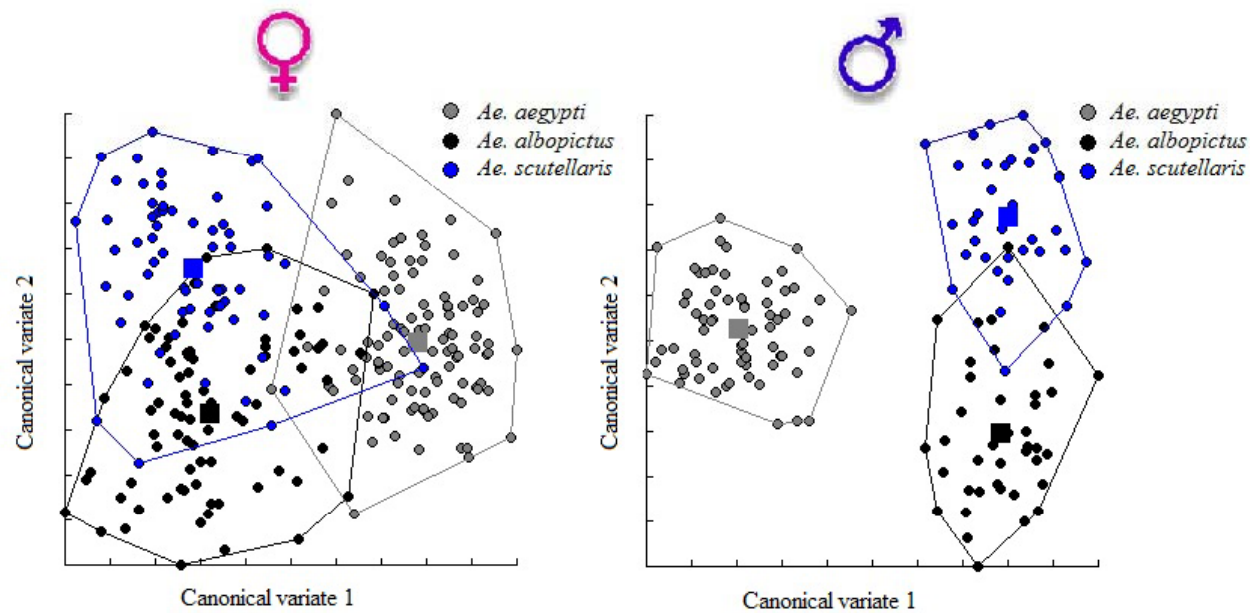 Ae. aegypti
Ae. albopictus
Ae. scutellaris
Canonical variate 2
Canonical variate 1
Ae. aegypti
Ae. albopictus
Ae. scutellaris
Canonical variate 2
Canonical variate 1